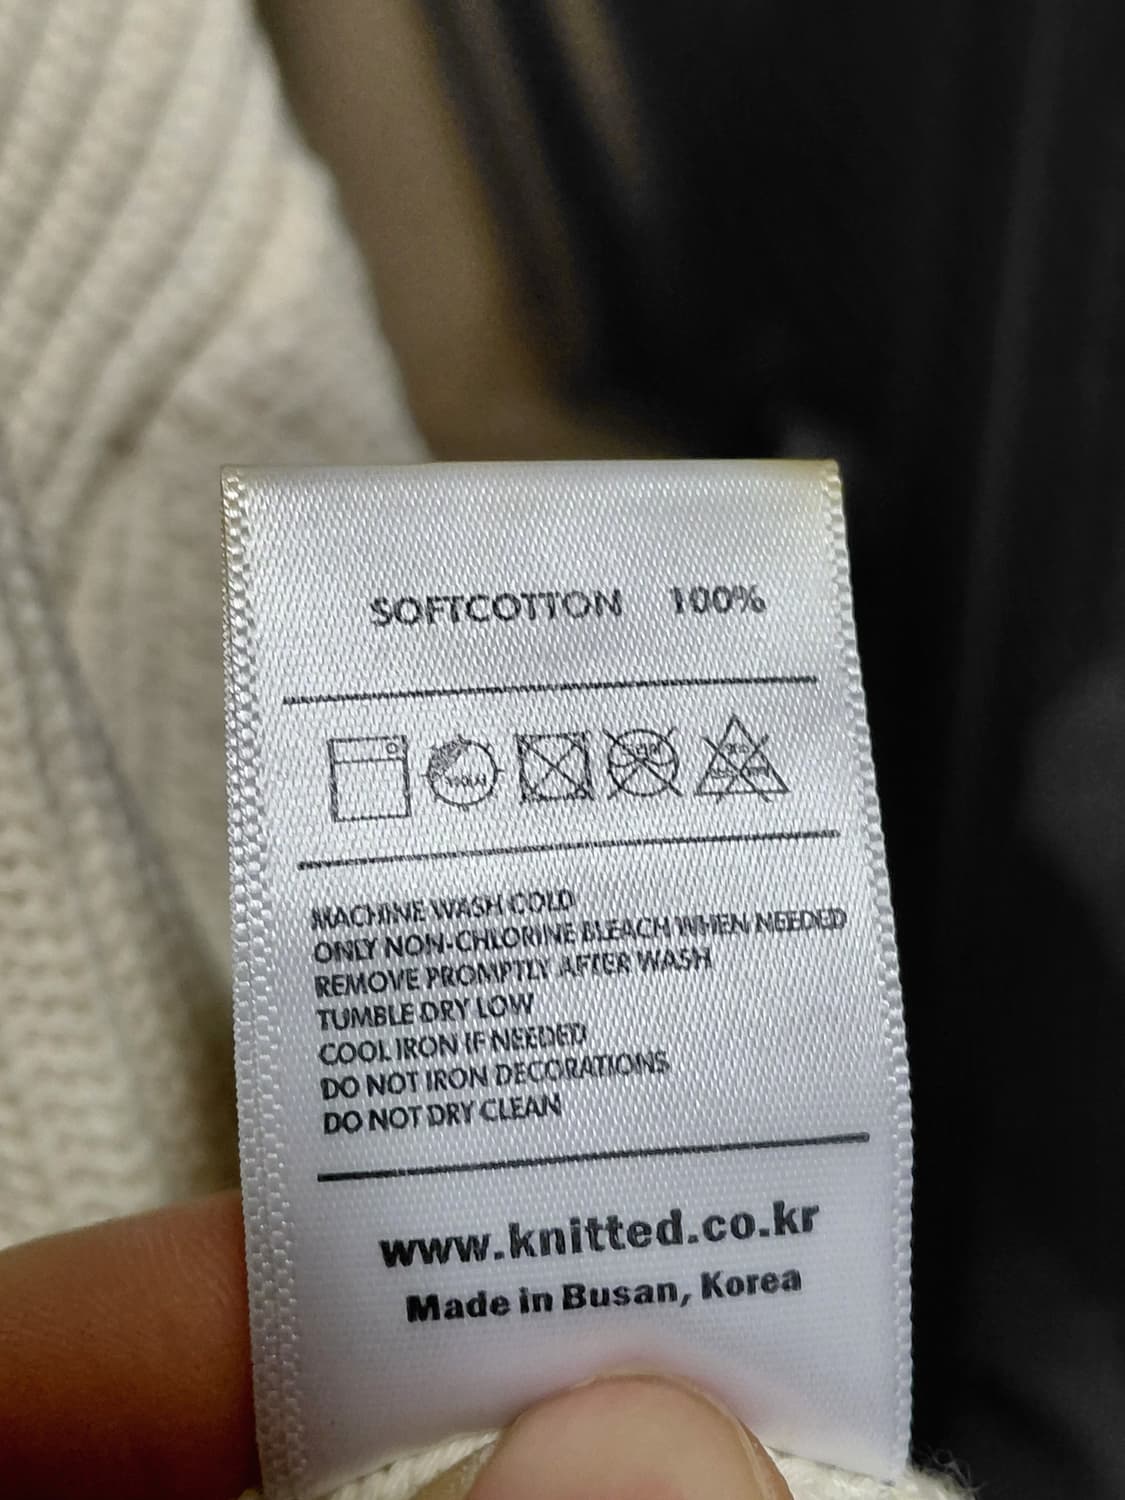 SOFTCOTTON 100%
MACHINE WASH COLD
ONLY NON-CHLORINE BLEACH WHEN NEEDED
REMOVE PROMPTLY AFTER WASH
TUMBLE DRY LOW
COOL IRON IF NEEDED
DO NOT IRON DECORATIONS
DO NOT DRY CLEAN
www.knitted.co.kr
Made in Busan, Korea